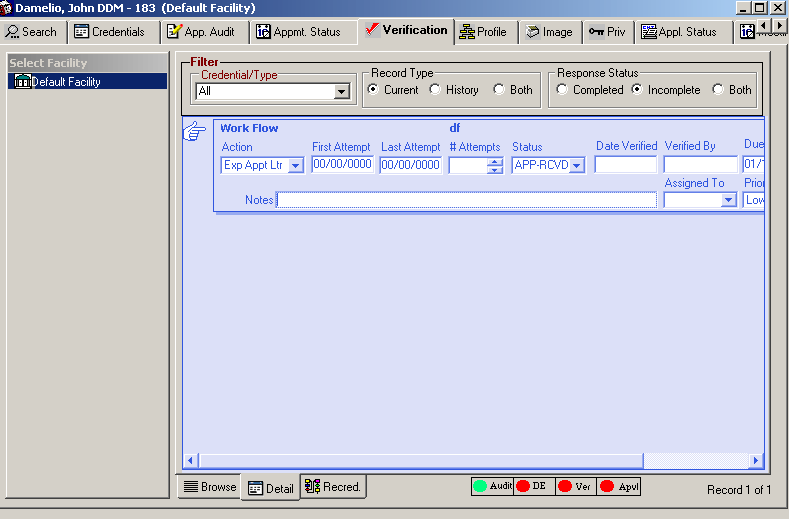 Damelio, John DDM - 183 (Default Facility)
Search Credentials App. Audit Appmt. Status Verification Profile Image Priv Appl. Status
Select Facility
Default Facility
Filter
Credential/Type Record Type Response Status
All Current History Both Completed Incomplete Both
Work Flow df
Action First Attempt Last Attempt # Attempts Status Date Verified Verified By Due
Exp Appt Ltr 00/00/0000 00/00/0000 APP-RCVD 01/1
Assigned To Prior
Notes Low
Browse Detail Recred. Audit DE Ver Apvl Record 1 of 1